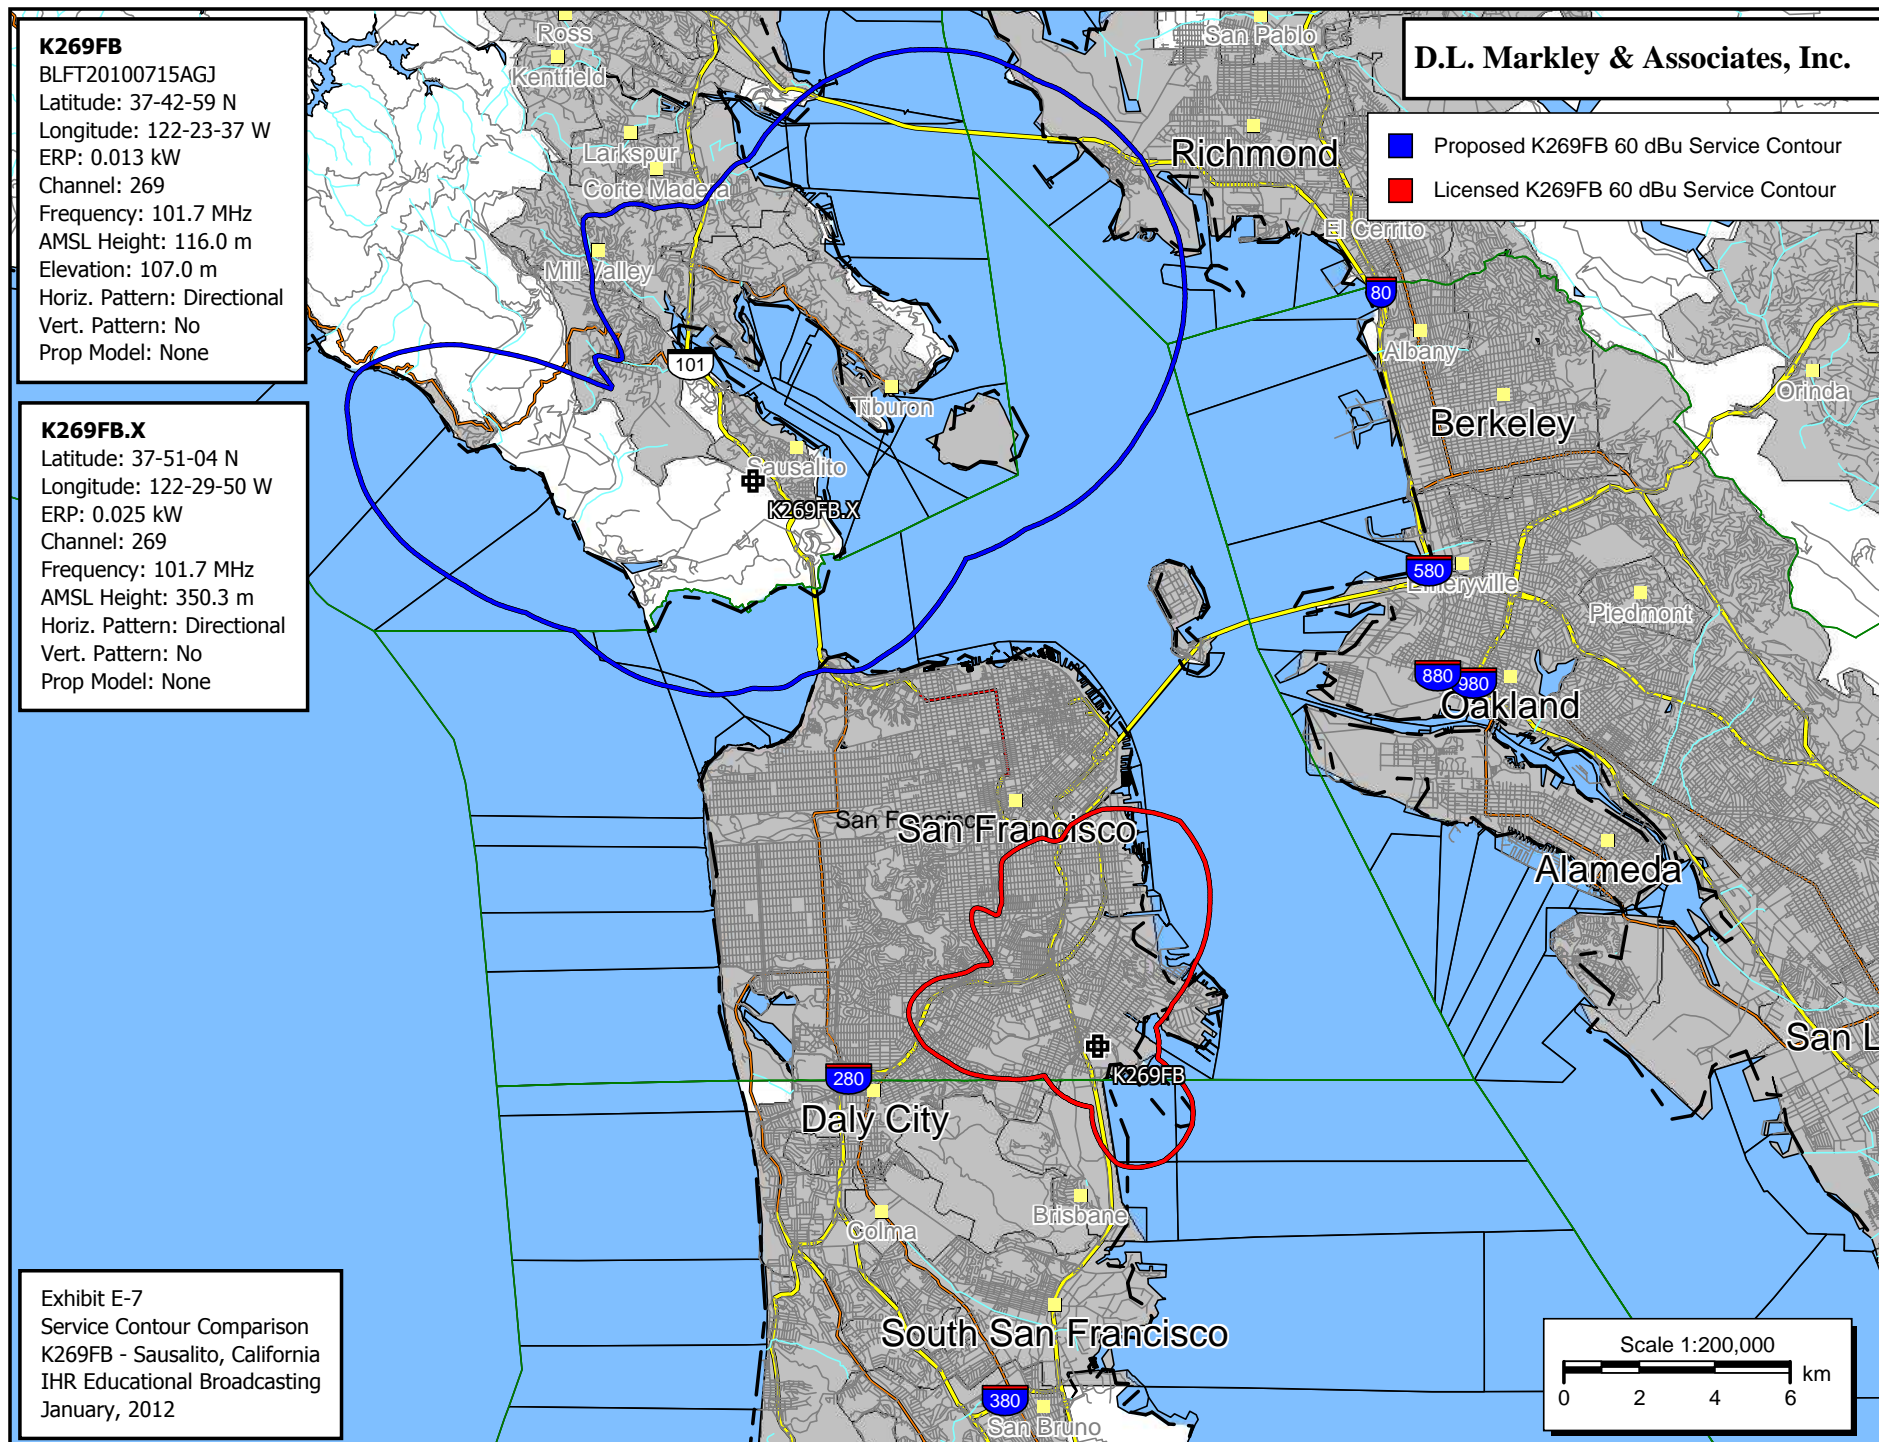 K269FB
BLFT20100715AGJ
Latitude: 37-42-59 N
Longitude: 122-23-37 W
ERP: 0.013 kW
Channel: 269
Frequency: 101.7 MHz
AMSL Height: 116.0 m
Elevation: 107.0 m
Horiz. Pattern: Directional
Vert. Pattern: No
Prop Model: None
K269FB.X
Latitude: 37-51-04 N
Longitude: 122-29-50 W
ERP: 0.025 kW
Channel: 269
Frequency: 101.7 MHz
AMSL Height: 350.3 m
Horiz. Pattern: Directional
Vert. Pattern: No
Prop Model: None
D.L. Markley & Associates, Inc.
Proposed K269FB 60 dBu Service Contour
Licensed K269FB 60 dBu Service Contour
Ross
Kentfield
San Pablo
Larkspur
Corte Madera
Richmond
El Cerrito
Mill Valley
80
101
Albany
Tiburon
Orinda
Berkeley
Sausalito
K269FB.X
580
Emeryville
Piedmont
880
980
Oakland
San Francisco
San Francisco
Alameda
San L
K269FB
280
Daly City
Brisbane
Colma
South San Francisco
380
San Bruno
Exhibit E-7
Service Contour Comparison
K269FB - Sausalito, California
IHR Educational Broadcasting
January, 2012
Scale 1:200,000
km
0 2 4 6